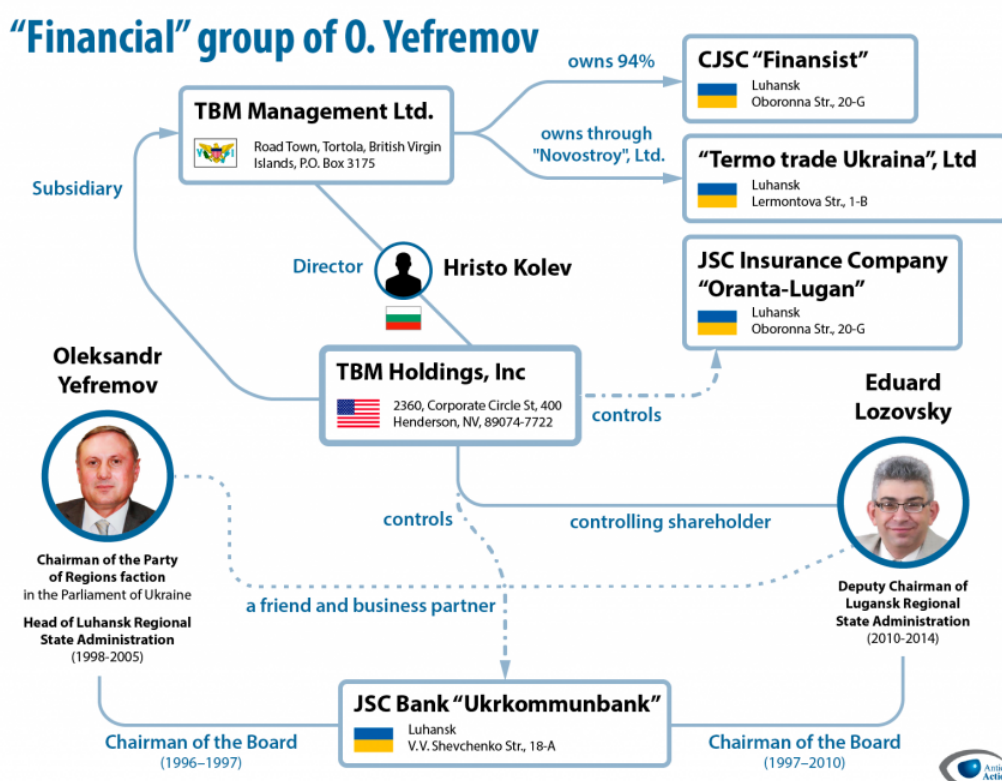 “Financial” group of O. Yefremov
owns 94%
CJSC “Finansist”
Luhansk
Oboronna Str., 20-G
TBM Management Ltd.
Road Town, Tortola, British Virgin
Islands, P.O. Box 3175
owns through
"Novostroy", Ltd.
“Termo trade Ukraina”, Ltd
Luhansk
Lermontova Str., 1-B
Subsidiary
Director
Hristo Kolev
JSC Insurance Company
“Oranta-Lugan”
Luhansk
Oboronna Str., 20-G
Oleksandr
Yefremov
TBM Holdings, Inc
2360, Corporate Circle St, 400
Henderson, NV, 89074-7722
controls
Eduard
Lozovsky
controls
controlling shareholder
Chairman of the Party
of Regions faction
in the Parliament of Ukraine
Head of Luhansk Regional
State Administration
(1998-2005)
a friend and business partner
Deputy Chairman of
Lugansk Regional
State Administration
(2010-2014)
JSC Bank “Ukrkommunbank”
Luhansk
V.V. Shevchenko Str., 18-A
Chairman of the Board
(1996–1997)
Chairman of the Board
(1997–2010)